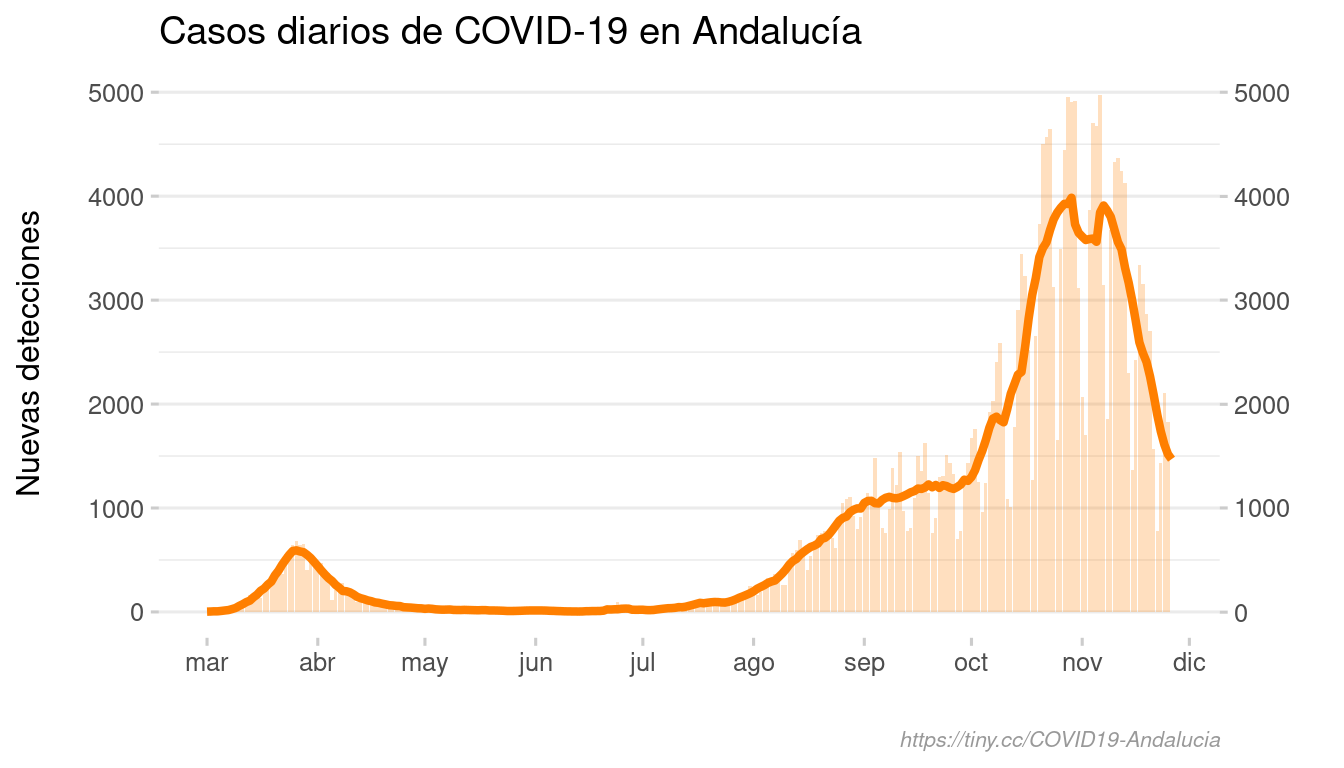 Casos diarios de COVID-19 en Andalucía
Nuevas detecciones
5000 5000
4000 4000
3000 3000
2000 2000
1000 1000
0 0
mar abr may jun jul ago sep oct nov dic
https://tiny.cc/COVID19-Andalucia